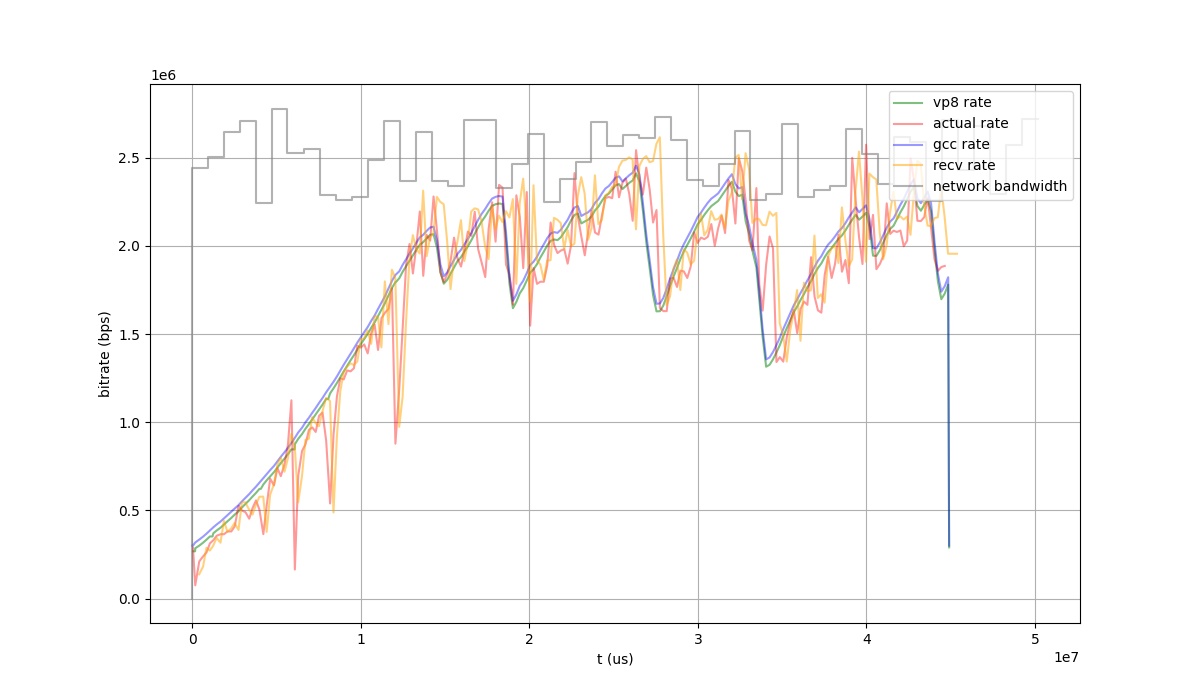 1e6
2.5
2.0
1.5
1.0
0.5
0.0
bitrate (bps)
vp8 rate
actual rate
gcc rate
recv rate
network bandwidth
0 1 2 3 4 5
t (us)
1e7